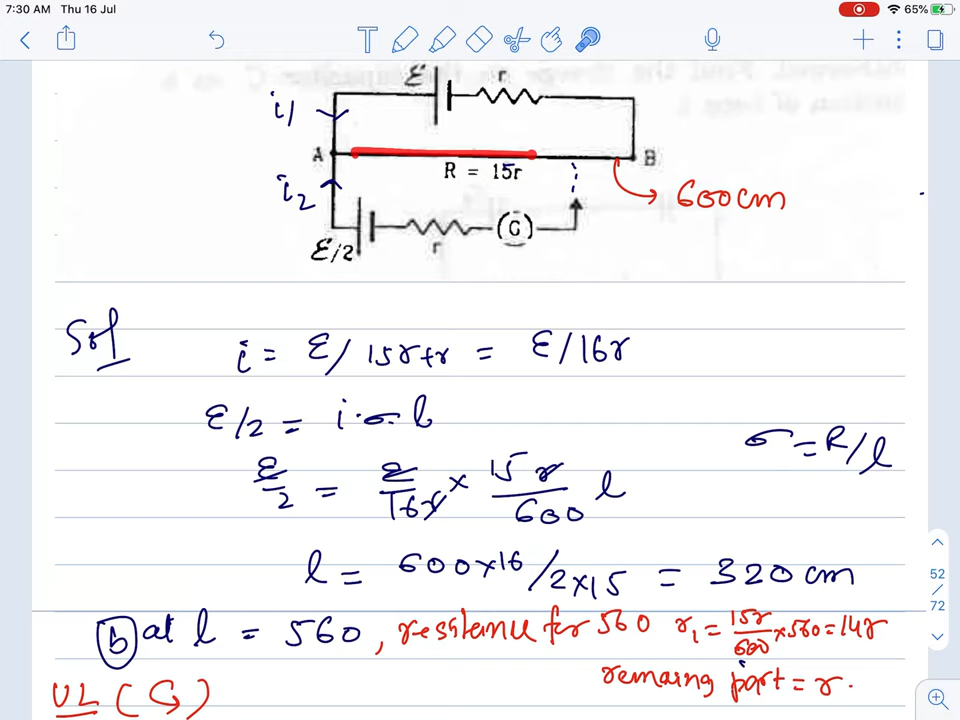 7:30 AM Thu 16 Jul
65%
T
ℰ r
i1
A B
R = 15r
600cm
i2
G
r
ℰ/2
Sol
i = ℰ/15r+r = ℰ/16r
ℰ/2 = i·σ l
σ = R/l
ℰ/2 = ℰ/16r × 15r/600 l
l = 600×16/2×15 = 320 cm
52
/
72
(b) at l = 560, resistance for 560 r₁ = 15r/600 ×560=14r
remaing part = r.
(G)